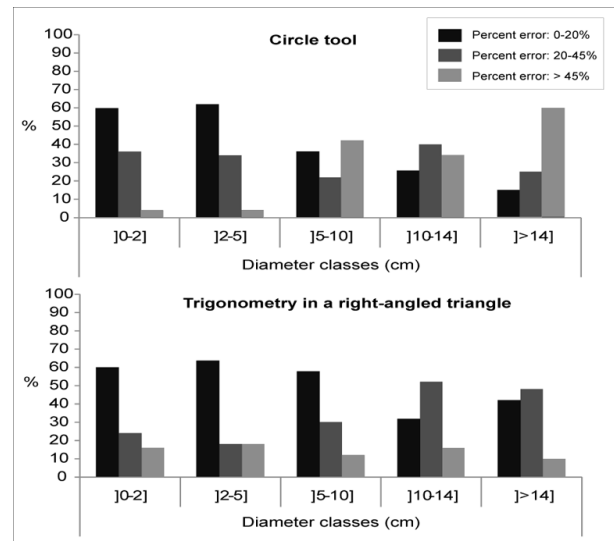 Circle tool
Percent error: 0-20%
Percent error: 20-45%
Percent error: > 45%
100
90
80
70
60
50
40
30
20
10
0
%
]0-2] ]2-5] ]5-10] ]10-14] ]>14]
Diameter classes (cm)
Trigonometry in a right-angled triangle
100
90
80
70
60
50
40
30
20
10
0
%
]0-2] ]2-5] ]5-10] ]10-14] ]>14]
Diameter classes (cm)